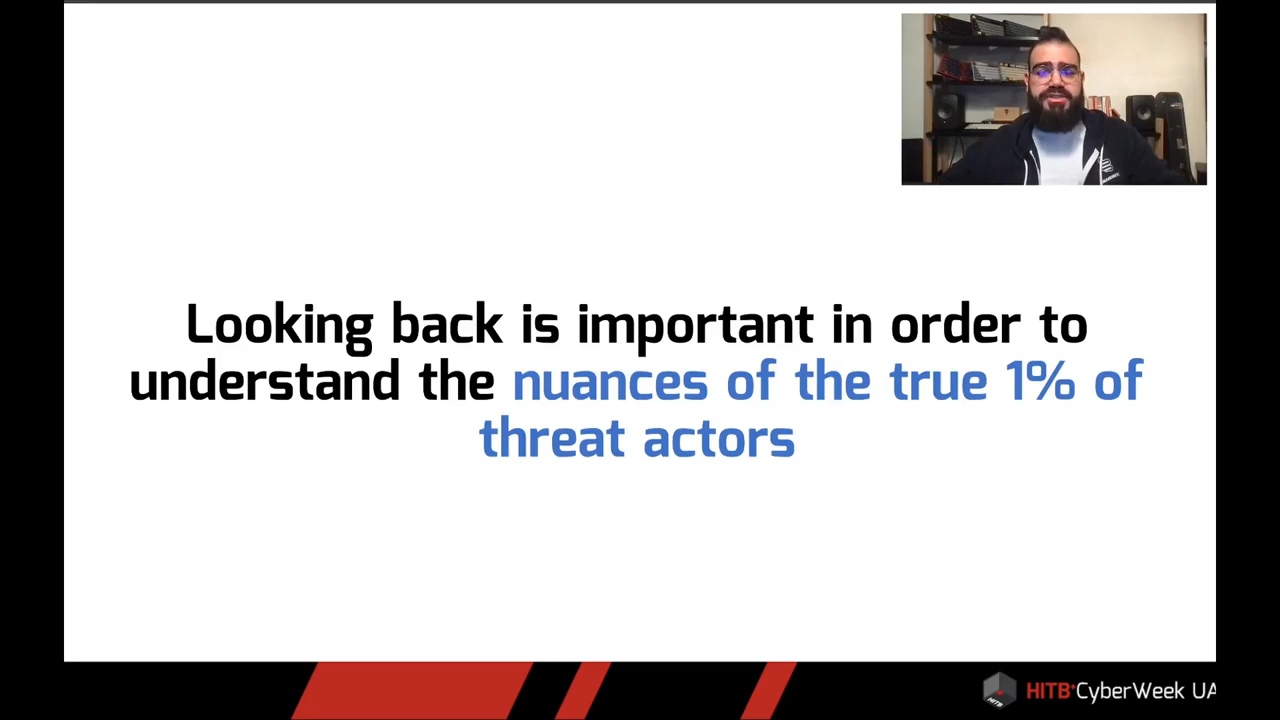 Looking back is important in order to
understand the nuances of the true 1% of
threat actors
HITB+CyberWeek UA
HITB